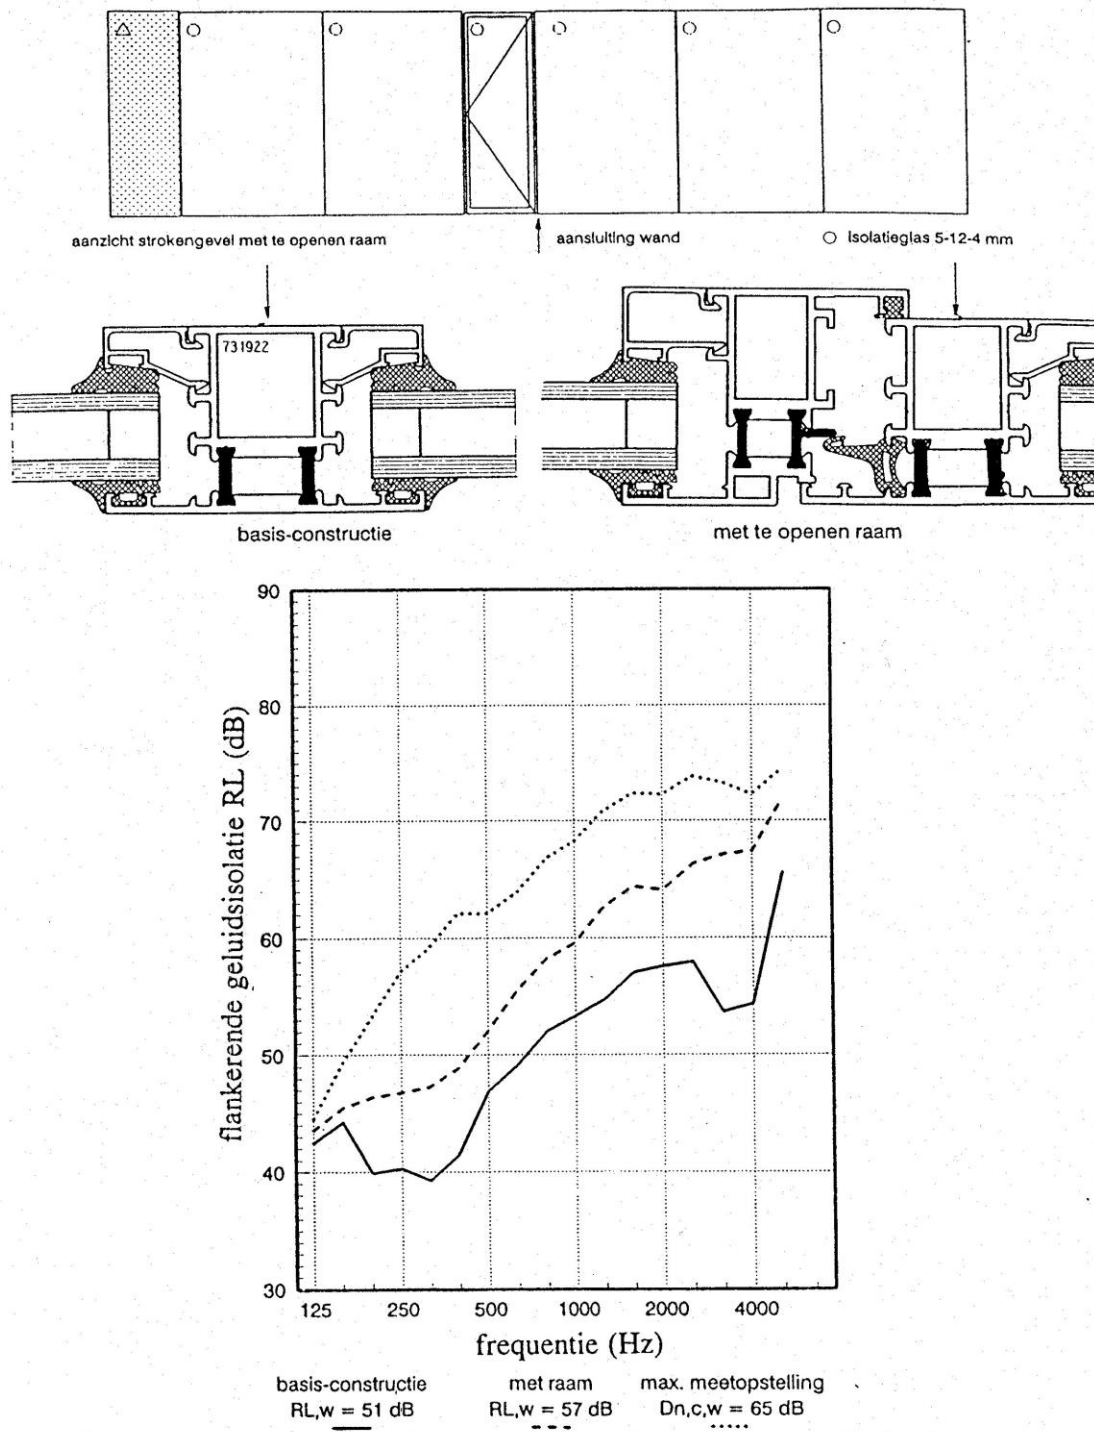 aanzicht strokengevel met te openen raam
aansluiting wand
○ isolatieglas 5-12-4 mm
731922
basis-constructie
met te openen raam
flankerende geluidsisolatie RL (dB)
90
80
70
60
50
40
30
125 250 500 1000 2000 4000
frequentie (Hz)
basis-constructie met raam max. meetopstelling
RL,w = 51 dB RL,w = 57 dB Dn,c,w = 65 dB